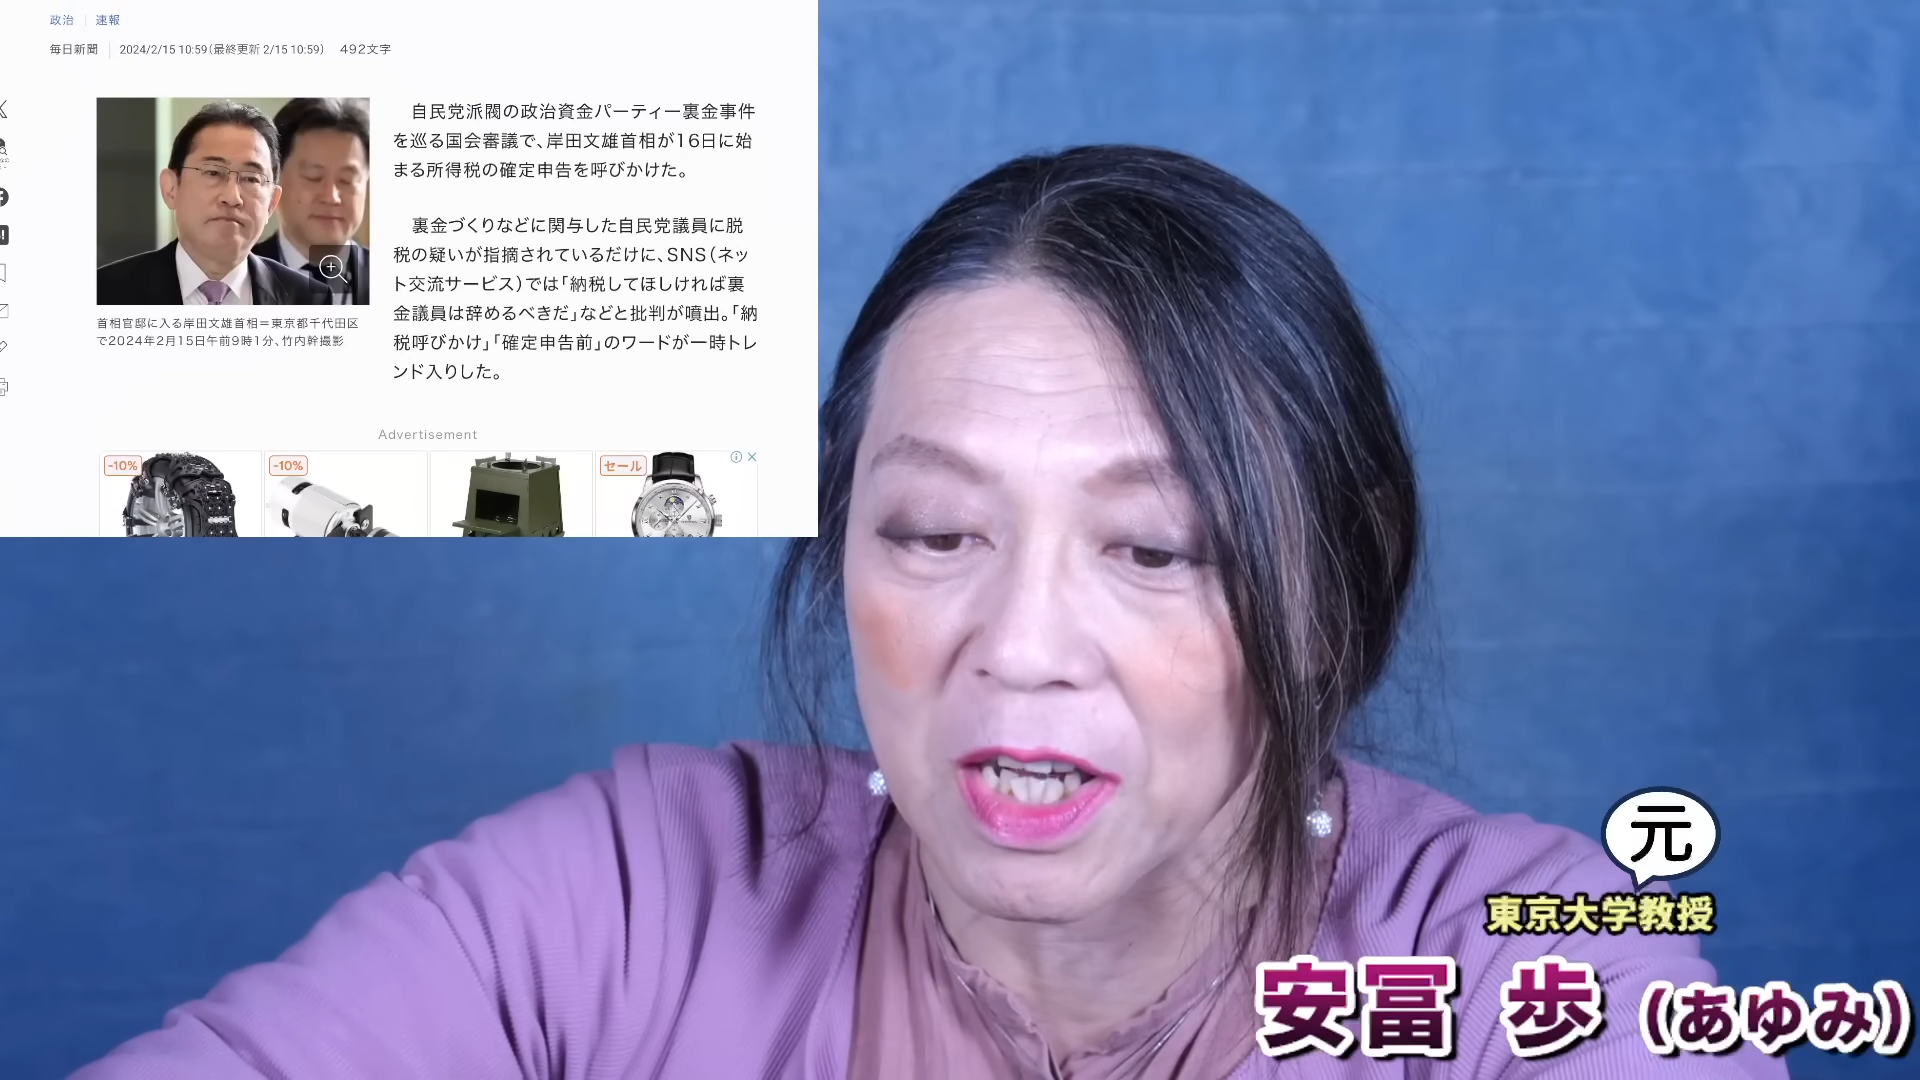 政治 速報
毎日新聞 2024/2/15 10:59(最終更新 2/15 10:59) 492文字
自民党派閥の政治資金パーティー裏金事件
を巡る国会審議で、岸田文雄首相が16日に始
まる所得税の確定申告を呼びかけた。
裏金づくりなどに関与した自民党議員に脱
税の疑いが指摘されているだけに、SNS(ネッ
ト交流サービス)では「納税してほしければ裏
金議員は辞めるべきだ」などと批判が噴出。「納
税呼びかけ」「確定申告前」のワードが一時トレ
ンド入りした。
首相官邸に入る岸田文雄首相=東京都千代田区
で2024年2月15日午前9時1分、竹内幹撮影
Advertisement
-10%
-10%
セール
元
東京大学教授
安冨 歩 (あゆみ)